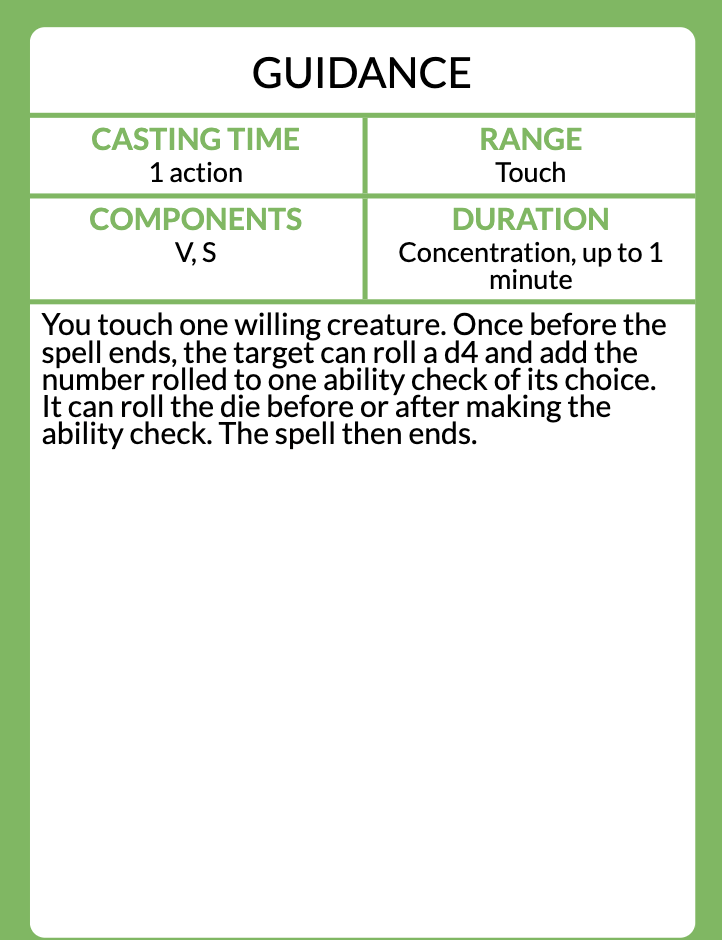 GUIDANCE
CASTING TIME
1 action
RANGE
Touch
COMPONENTS
V, S
DURATION
Concentration, up to 1
minute
You touch one willing creature. Once before the
spell ends, the target can roll a d4 and add the
number rolled to one ability check of its choice.
It can roll the die before or after making the
ability check. The spell then ends.